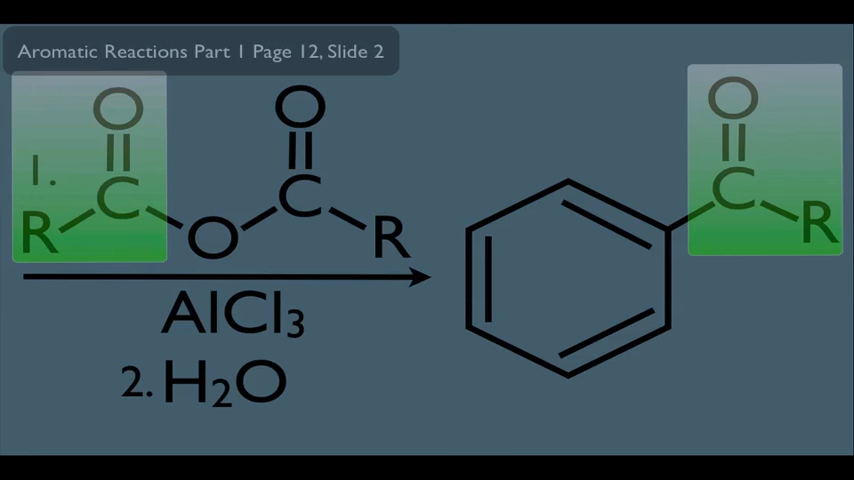 Aromatic Reactions Part 1 Page 12, Slide 2
O O O
1. C C C
R O R R
AlCl3
2. H2O